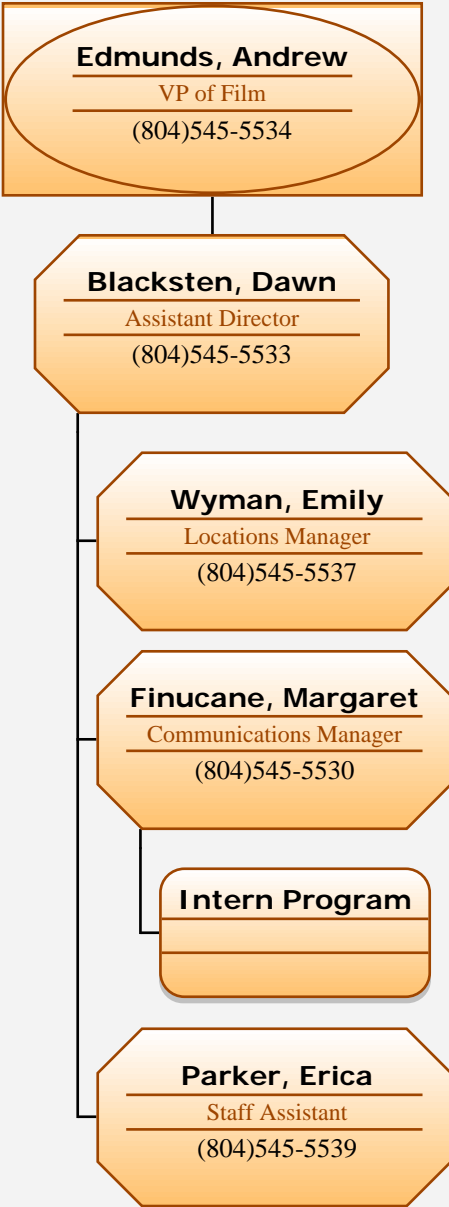 Edmunds, Andrew
VP of Film
(804)545-5534
Blacksten, Dawn
Assistant Director
(804)545-5533
Wyman, Emily
Locations Manager
(804)545-5537
Finucane, Margaret
Communications Manager
(804)545-5530
Intern Program
Parker, Erica
Staff Assistant
(804)545-5539